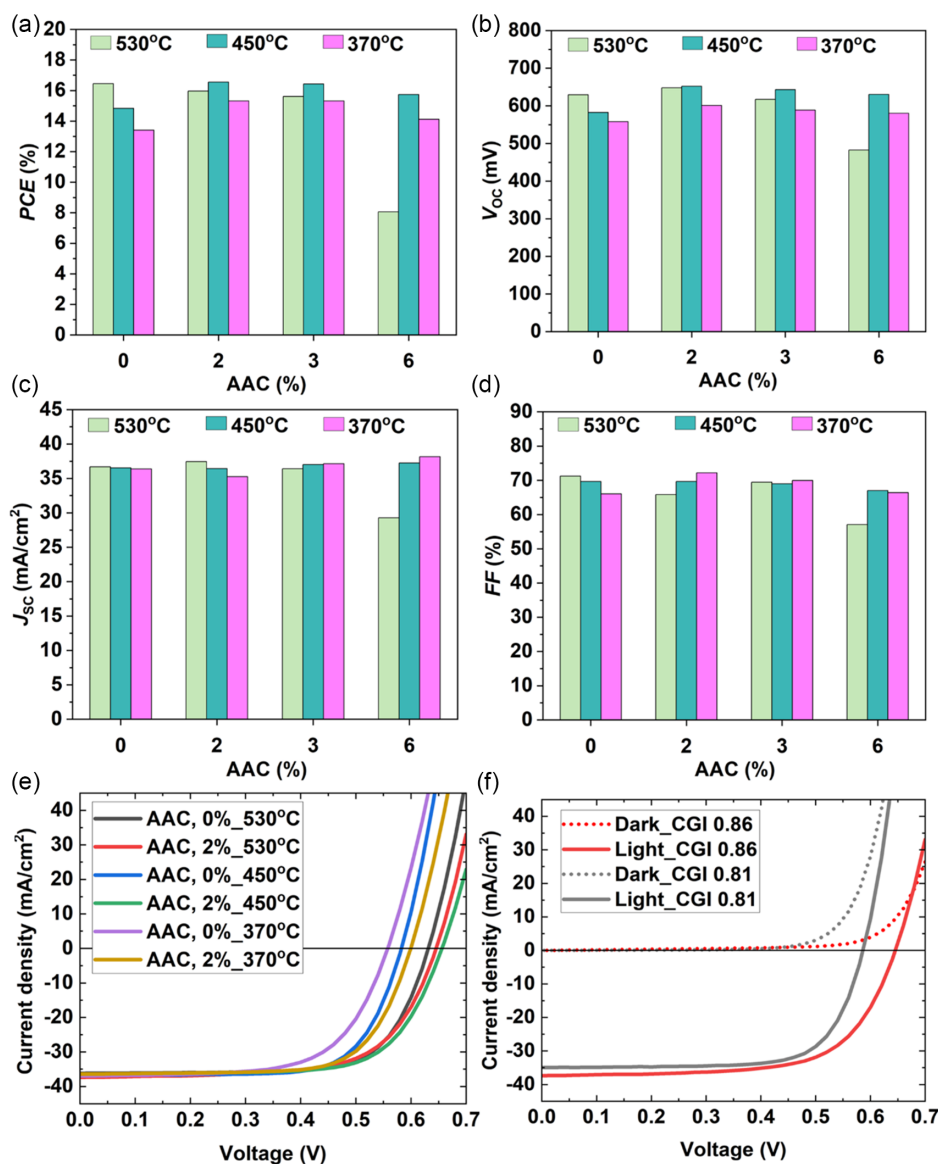 (a)
530°C 450°C 370°C
20
18
16
14
12
10
8
6
4
2
0
PCE (%)
0 2 3 6
AAC (%)
(b)
530°C 450°C 370°C
800
700
600
500
400
300
200
100
0
VOC (mV)
0 2 3 6
AAC (%)
(c)
530°C 450°C 370°C
45
40
35
30
25
20
15
10
5
0
JSC (mA/cm²)
0 2 3 6
AAC (%)
(d)
530°C 450°C 370°C
90
80
70
60
50
40
30
20
10
0
FF (%)
0 2 3 6
AAC (%)
(e)
AAC, 0%_530°C
AAC, 2%_530°C
AAC, 0%_450°C
AAC, 2%_450°C
AAC, 0%_370°C
AAC, 2%_370°C
40
30
20
10
0
-10
-20
-30
-40
Current density (mA/cm²)
0.0 0.1 0.2 0.3 0.4 0.5 0.6 0.7
Voltage (V)
(f)
Dark_CGI 0.86
Light_CGI 0.86
Dark_CGI 0.81
Light_CGI 0.81
40
30
20
10
0
-10
-20
-30
-40
Current density (mA/cm²)
0.0 0.1 0.2 0.3 0.4 0.5 0.6 0.7
Voltage (V)